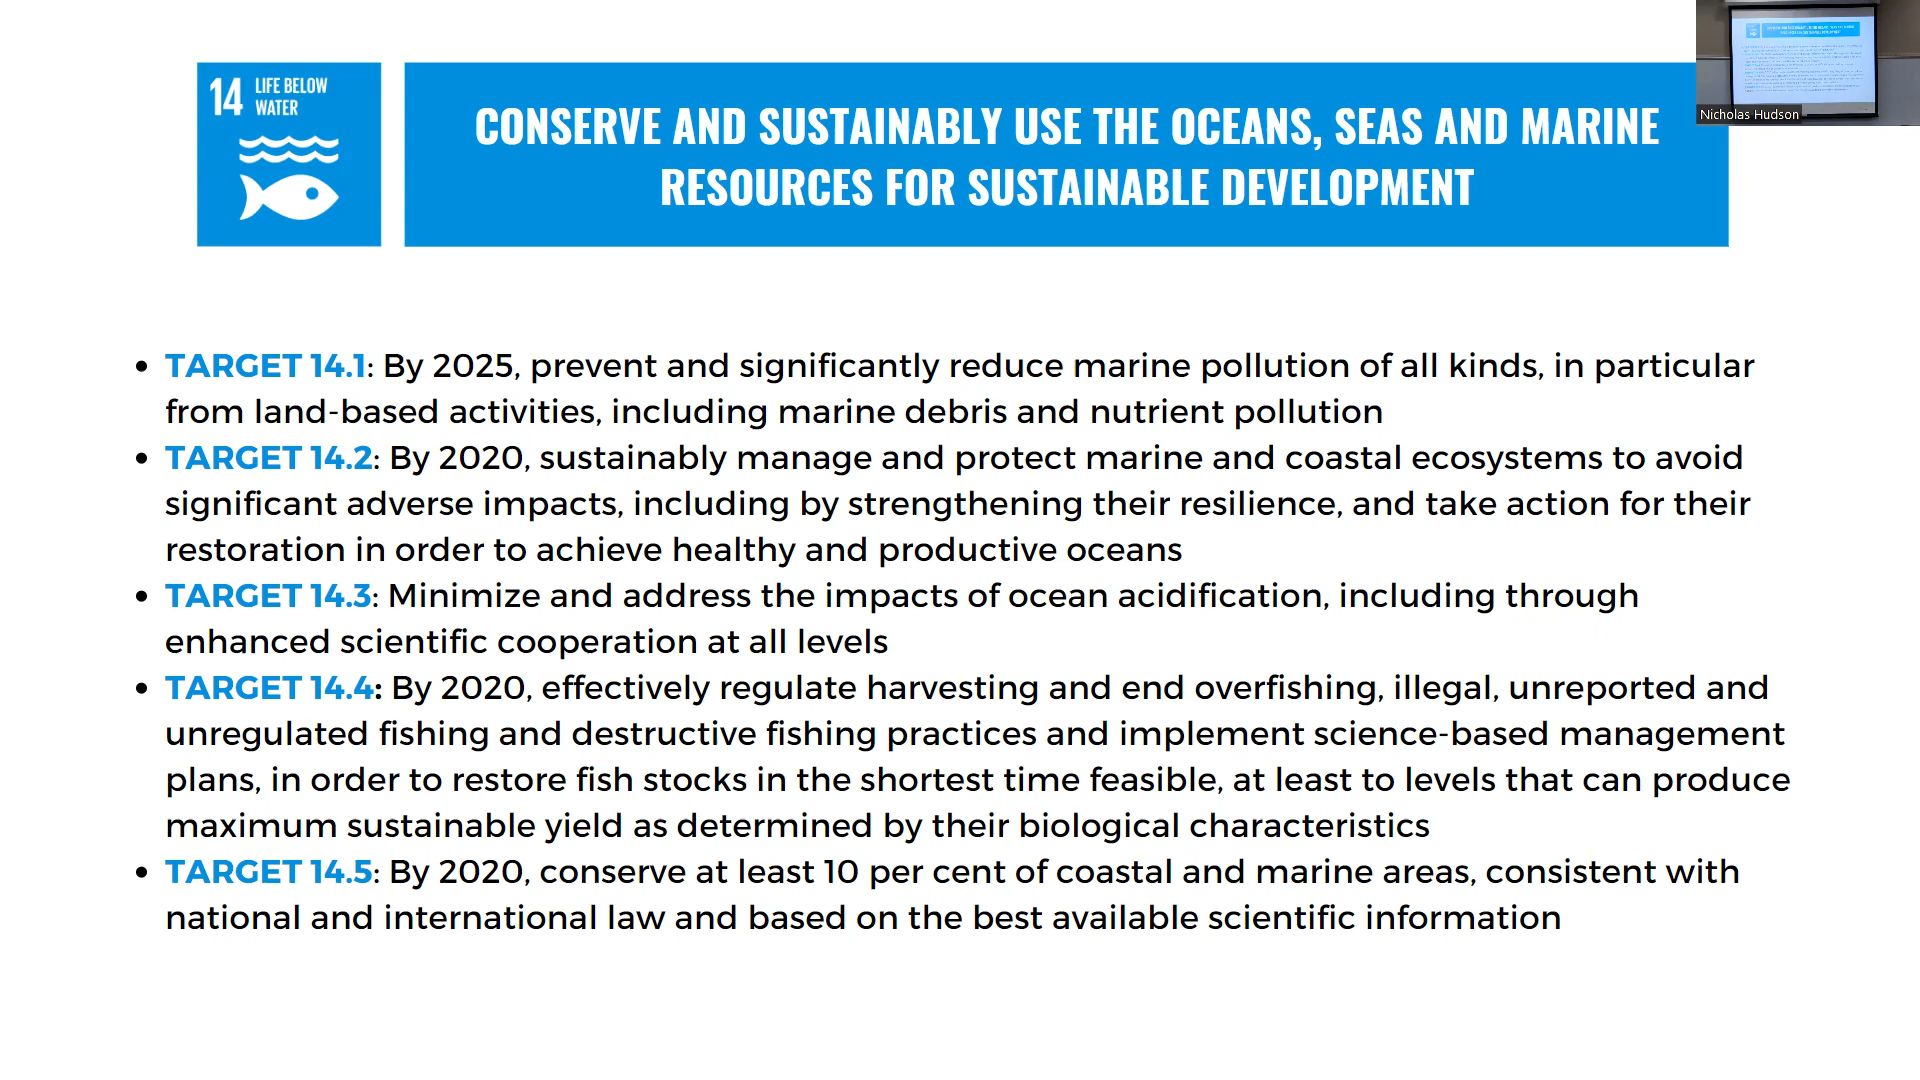 14 LIFE BELOW
WATER
CONSERVE AND SUSTAINABLY USE THE OCEANS, SEAS AND MARINE
RESOURCES FOR SUSTAINABLE DEVELOPMENT
Nicholas Hudson
• TARGET 14.1: By 2025, prevent and significantly reduce marine pollution of all kinds, in particular
from land-based activities, including marine debris and nutrient pollution
• TARGET 14.2: By 2020, sustainably manage and protect marine and coastal ecosystems to avoid
significant adverse impacts, including by strengthening their resilience, and take action for their
restoration in order to achieve healthy and productive oceans
• TARGET 14.3: Minimize and address the impacts of ocean acidification, including through
enhanced scientific cooperation at all levels
• TARGET 14.4: By 2020, effectively regulate harvesting and end overfishing, illegal, unreported and
unregulated fishing and destructive fishing practices and implement science-based management
plans, in order to restore fish stocks in the shortest time feasible, at least to levels that can produce
maximum sustainable yield as determined by their biological characteristics
• TARGET 14.5: By 2020, conserve at least 10 per cent of coastal and marine areas, consistent with
national and international law and based on the best available scientific information